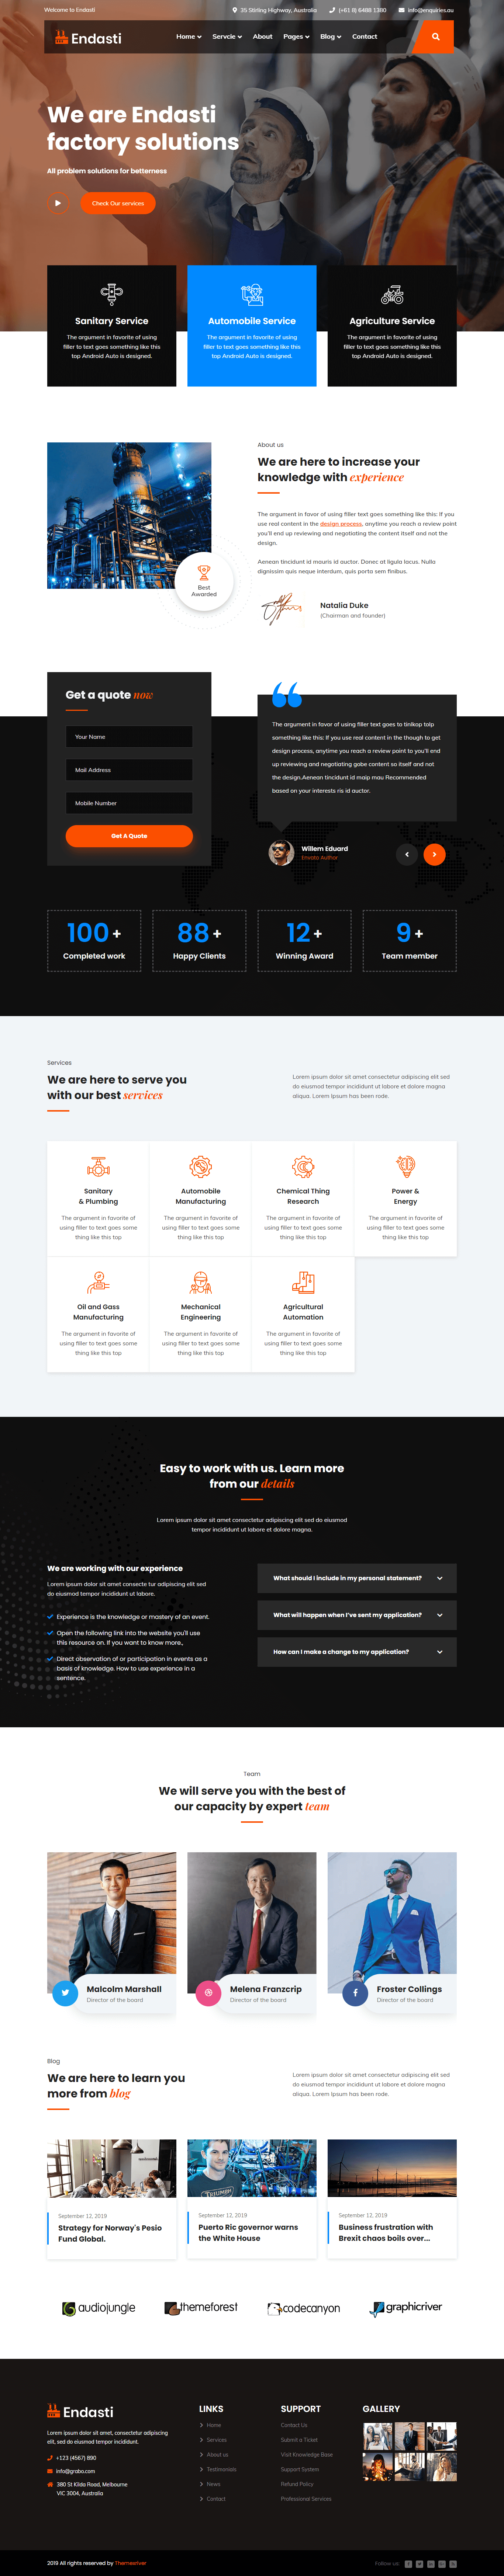 Welcome to Endasti
35 Stirling Highway, Australia
(+61 8) 6488 1380
info@enquiries.au
Endasti
Home
Servcie
About
Pages
Blog
Contact
We are Endasti
factory solutions
All problem solutions for betterness
Check Our services
Sanitary Service
The argument in favorite of using
filler to text goes something like this
top Android Auto is designed.
Automobile Service
The argument in favorite of using
filler to text goes something like this
top Android Auto is designed.
Agriculture Service
The argument in favorite of using
filler to text goes something like this
top Android Auto is designed.
About us
We are here to increase your
knowledge with experience
The argument in favor of using filler text goes something like this: If you
use real content in the design process, anytime you reach a review point
you'll end up reviewing and negotiating the content itself and not the
design.
Aenean tincidunt id mauris id auctor. Donec at ligula lacus. Nulla
dignissim quis neque interdum, quis porta sem finibus.
Best
Awarded
Natalia Duke
(Chairman and founder)
Get a quote now
Your Name
Mail Address
Mobile Number
Get A Quote
The argument in favor of using filler text goes to tinlkop tolp
something like this: If you use real content in the though to get
design process, anytime you reach a review point to you'll end
up reviewing and negotiating gobe content so itself and not
the design.Aenean tincidunt id maip mau Recommended
based on your interests ris id auctor.
Willem Eduard
Envato Author
100 +
Completed work
88 +
Happy Clients
12 +
Winning Award
9 +
Team member
Services
We are here to serve you
with our best services
Lorem ipsum dolor sit amet consectetur adipiscing elit sed
do eiusmod tempor incididunt ut labore et dolore magna
aliqua. Lorem Ipsum has been rode.
Sanitary
& Plumbing
The argument in favorite of
using filler to text goes some
thing like this top
Automobile
Manufacturing
The argument in favorite of
using filler to text goes some
thing like this top
Chemical Thing
Research
The argument in favorite of
using filler to text goes some
thing like this top
Power &
Energy
The argument in favorite of
using filler to text goes some
thing like this top
Oil and Gass
Manufacturing
The argument in favorite of
using filler to text goes some
thing like this top
Mechanical
Engineering
The argument in favorite of
using filler to text goes some
thing like this top
Agricultural
Automation
The argument in favorite of
using filler to text goes some
thing like this top
Easy to work with us. Learn more
from our details
Lorem ipsum dolor sit amet consectetur adipiscing elit sed do eiusmod
tempor incididunt ut labore et dolore magna.
We are working with our experience
Lorem ipsum dolor sit amet consecte tur adipiscing elit sed
do eiusmod tempor incididunt ut labore.
Experience is the knowledge or mastery of an event.
Open the following link into the website you'll use
this resource on. If you want to know more.,
Direct observation of or participation in events as a
basis of knowledge. How to use experience in a
sentence.
What should I include in my personal statement?
What will happen when I've sent my application?
How can I make a change to my application?
Team
We will serve you with the best of
our capacity by expert team
Malcolm Marshall
Director of the board
Melena Franzcrip
Director of the board
Froster Collings
Director of the board
Blog
We are here to learn you
more from blog
Lorem ipsum dolor sit amet consectetur adipiscing elit sed
do eiusmod tempor incididunt ut labore et dolore magna
aliqua. Lorem Ipsum has been rode.
TRIUMPH
September 12, 2019
Strategy for Norway's Pesio
Fund Global.
September 12, 2019
Puerto Ric governor warns
the White House
September 12, 2019
Business frustration with
Brexit chaos boils over...
audiojungle
themeforest
codecanyon
graphicriver
Endasti
Lorem ipsum dolor sit amet, consectetur adipiscing
elit, sed do eiusmod tempor incididunt.
+123 (4567) 890
info@grabo.com
380 St Kilda Road, Melbourne
VIC 3004, Australia
LINKS
Home
Services
About us
Testimonials
News
Contact
SUPPORT
Contact Us
Submit a Ticket
Visit Knowledge Base
Support System
Refund Policy
Professional Services
GALLERY
2019 All rights reserved by Themexriver
Follow us: